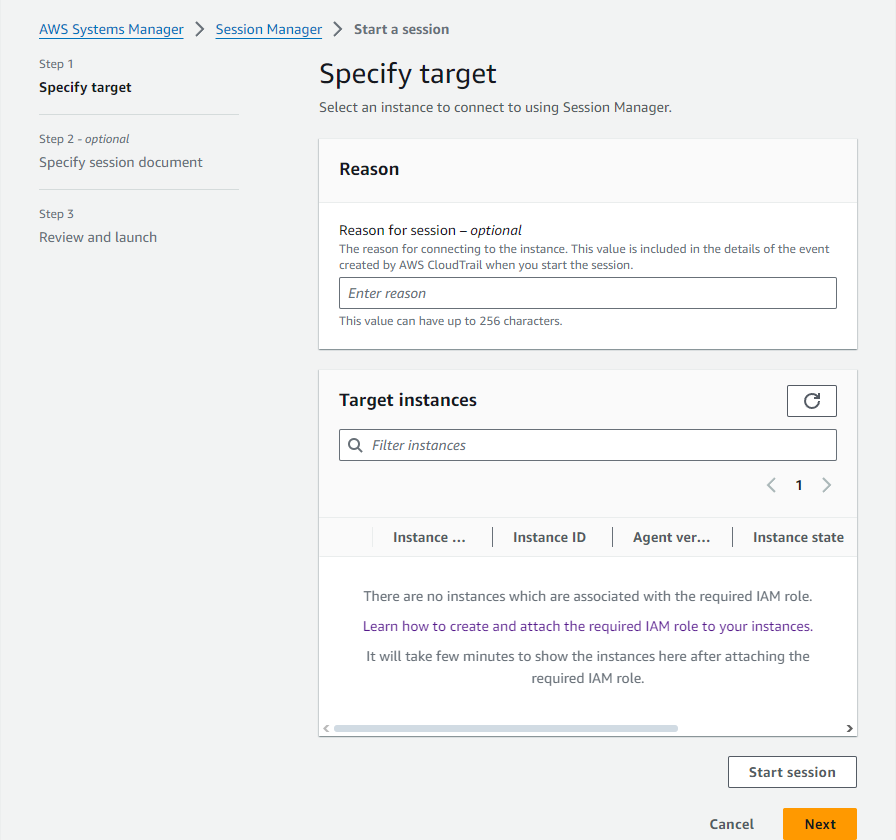 AWS Systems Manager > Session Manager > Start a session
Step 1
Specify target
Step 2 - optional
Specify session document
Step 3
Review and launch
Specify target
Select an instance to connect to using Session Manager.
Reason
Reason for session – optional
The reason for connecting to the instance. This value is included in the details of the event
created by AWS CloudTrail when you start the session.
Enter reason
This value can have up to 256 characters.
Target instances
Filter instances
1
Instance ... Instance ID Agent ver... Instance state
There are no instances which are associated with the required IAM role.
Learn how to create and attach the required IAM role to your instances.
It will take few minutes to show the instances here after attaching the
required IAM role.
Start session
Cancel Next